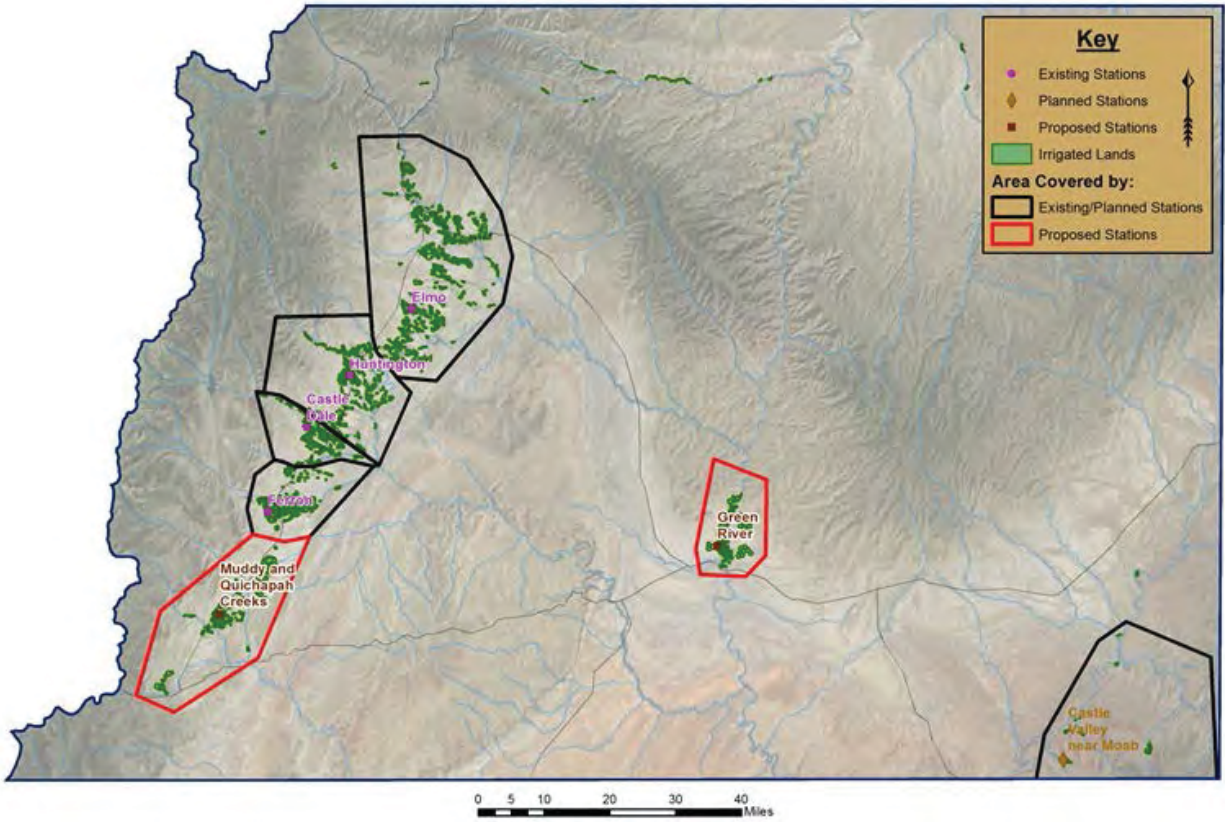 Key
Existing Stations
Planned Stations
Proposed Stations
Irrigated Lands
Area Covered by:
Existing/Planned Stations
Proposed Stations
Elmo
Huntington
Castle
Dale
Ferron
Green
River
Muddy and
Quichapah
Creeks
Castle
Valley
near Moab
0 5 10 20 30 40
Miles